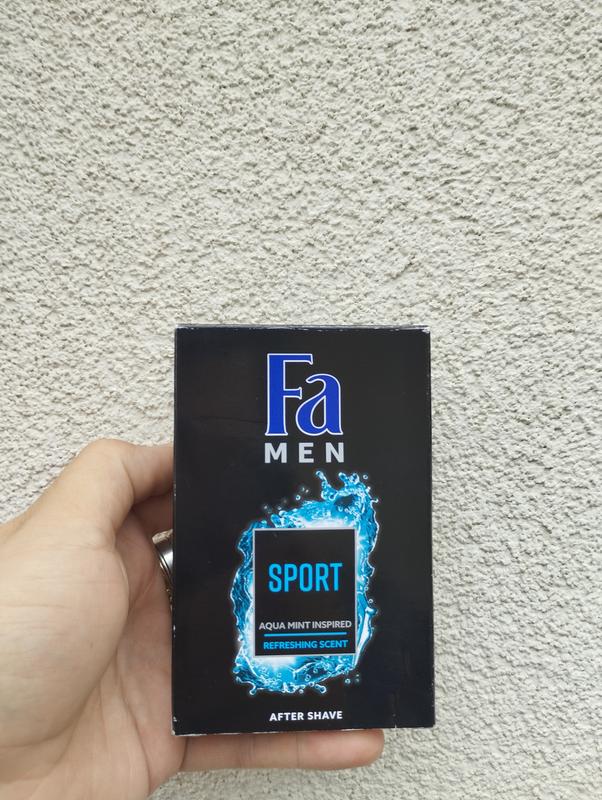 Fa
MEN
SPORT
AQUA MINT INSPIRED
REFRESHING SCENT
AFTER SHAVE